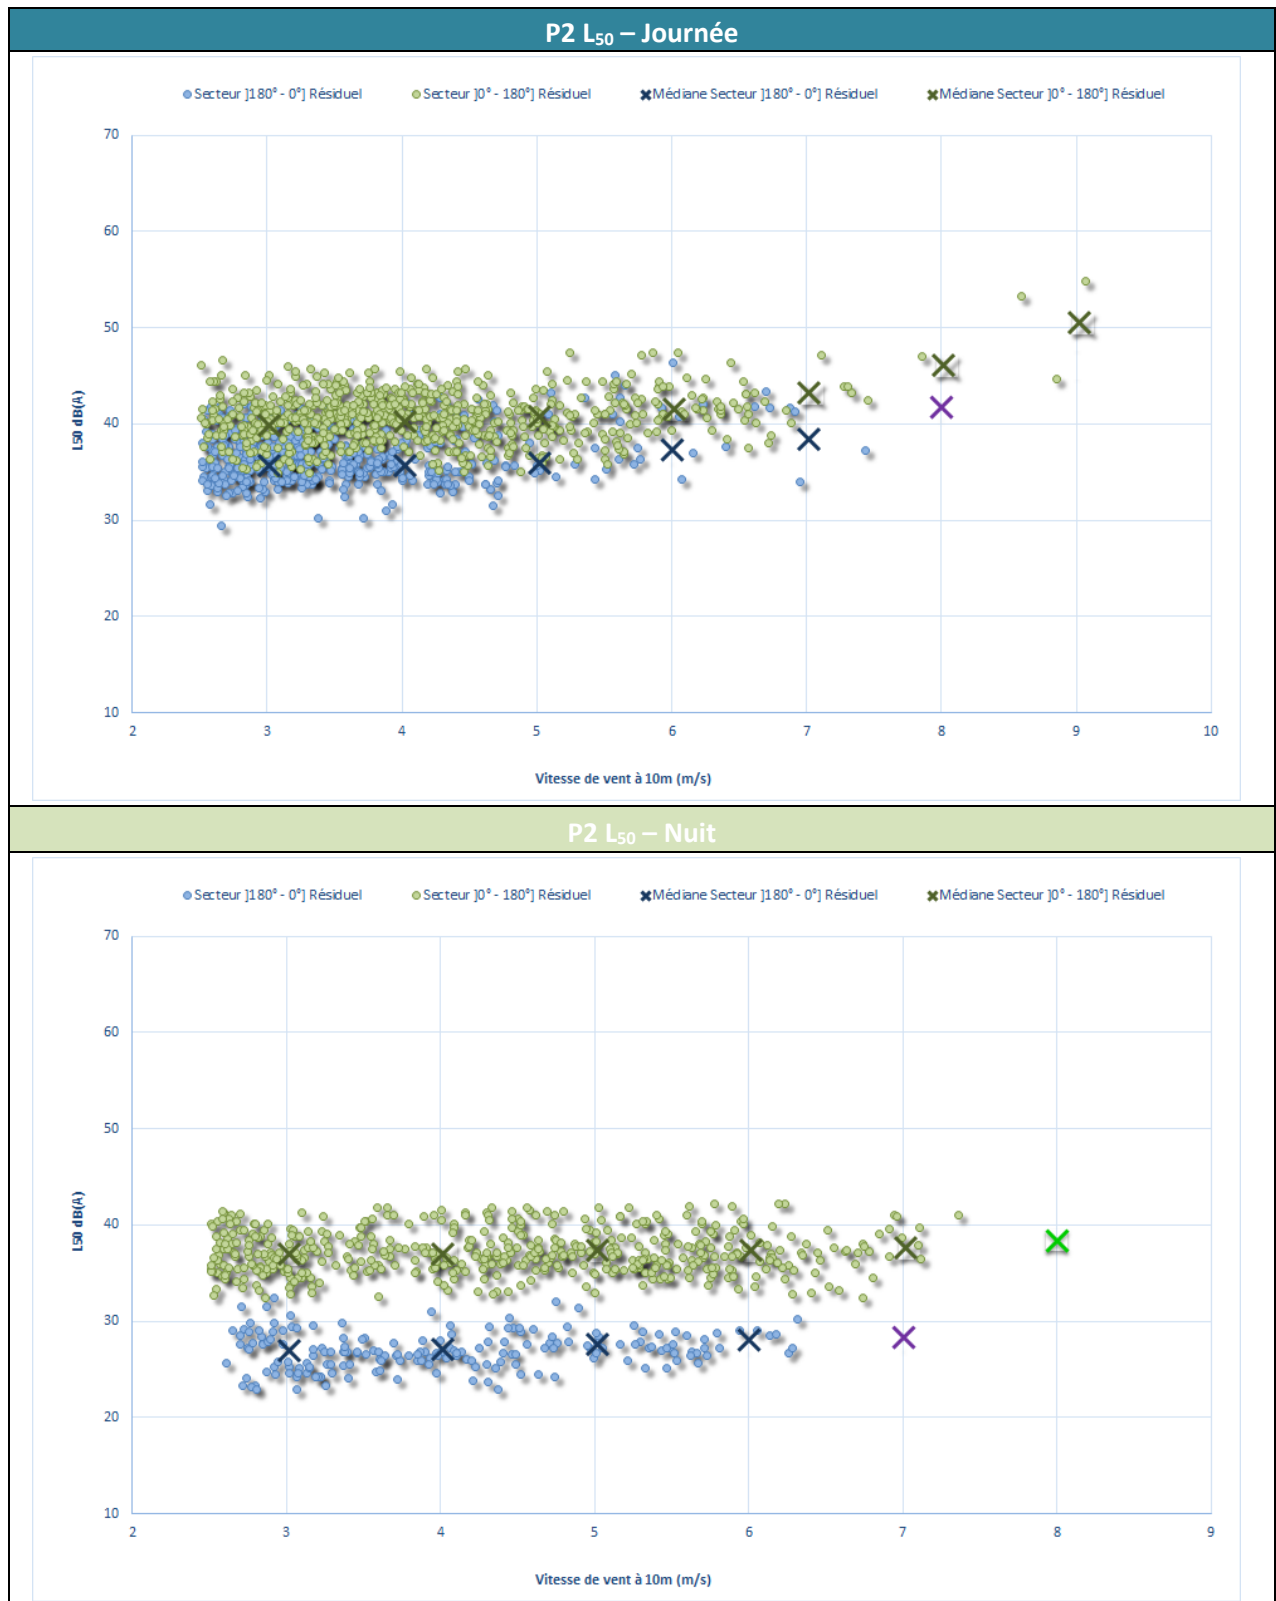 P2 L₅₀ – Journée
Secteur ]180° - 0°] Résiduel Secteur ]0° - 180°] Résiduel Médiane Secteur ]180° - 0°] Résiduel Médiane Secteur ]0° - 180°] Résiduel
70
60
50
40
30
20
10
L50 dB(A)
2 3 4 5 6 7 8 9 10
Vitesse de vent à 10m (m/s)
P2 L₅₀ – Nuit
Secteur ]180° - 0°] Résiduel Secteur ]0° - 180°] Résiduel Médiane Secteur ]180° - 0°] Résiduel Médiane Secteur ]0° - 180°] Résiduel
70
60
50
40
30
20
10
L50 dB(A)
2 3 4 5 6 7 8 9
Vitesse de vent à 10m (m/s)